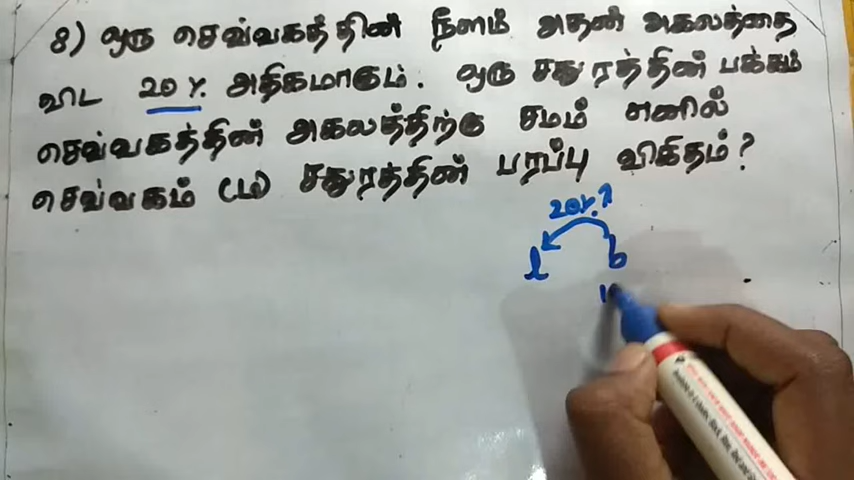 8) ஒரு செவ்வகத்தின் நீளம் அதன் அகலத்தை
விட 20 % அதிகமாகும். ஒரு சதுரத்தின் பக்கம்
செவ்வகத்தின் அகலத்திற்கு சமம் எனில்
செவ்வகம் (ம) சதுரத்தின் பரப்பு விகிதம்?
20% ↑
l b